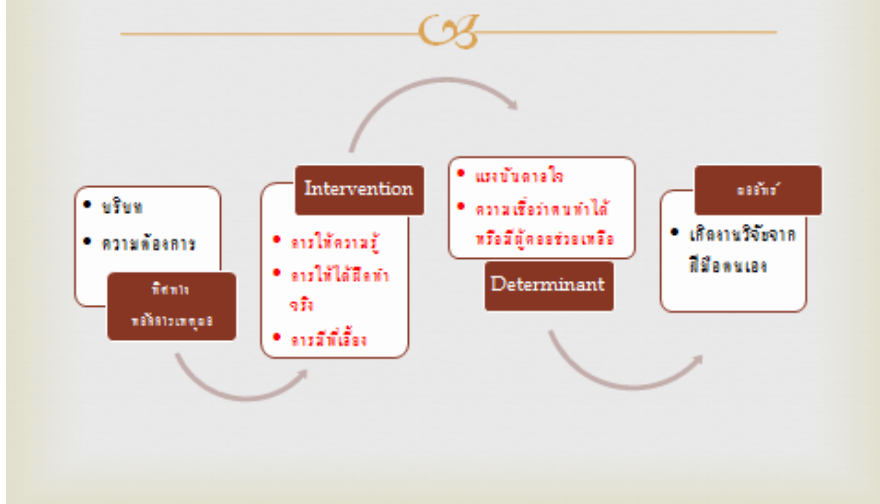 • บริบท
• ความต้องการ
ทิศทาง
หลักการเหตุผล
Intervention
• การให้ความรู้
• การให้ได้ฝึกทำ
จริง
• การมีพี่เลี้ยง
• แรงบันดาลใจ
• ความเชื่อว่าตนทำได้
หรือมีผู้คอยช่วยเหลือ
Determinant
ผลลัพธ์
• เกิดงานวิจัยจาก
ฝีมือตนเอง